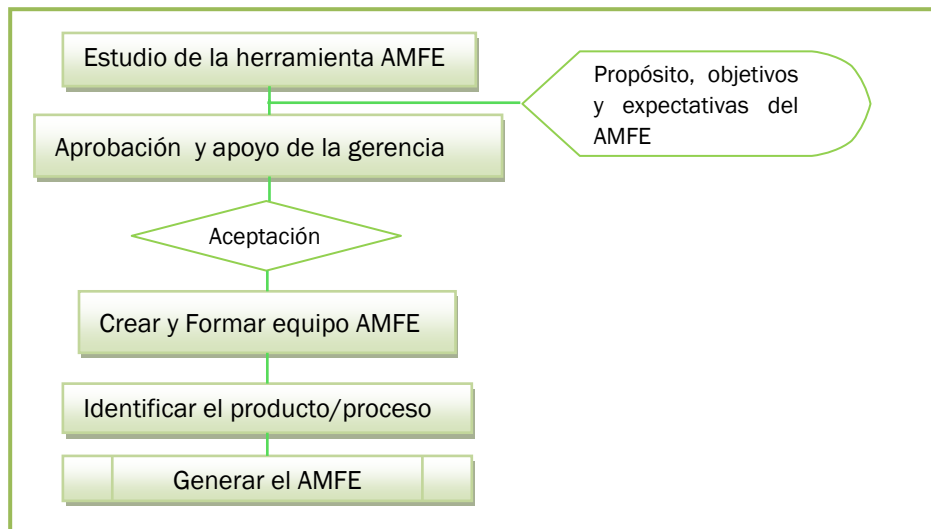 Estudio de la herramienta AMFE
Propósito, objetivos
y expectativas del
AMFE
Aprobación y apoyo de la gerencia
Aceptación
Crear y Formar equipo AMFE
Identificar el producto/proceso
Generar el AMFE